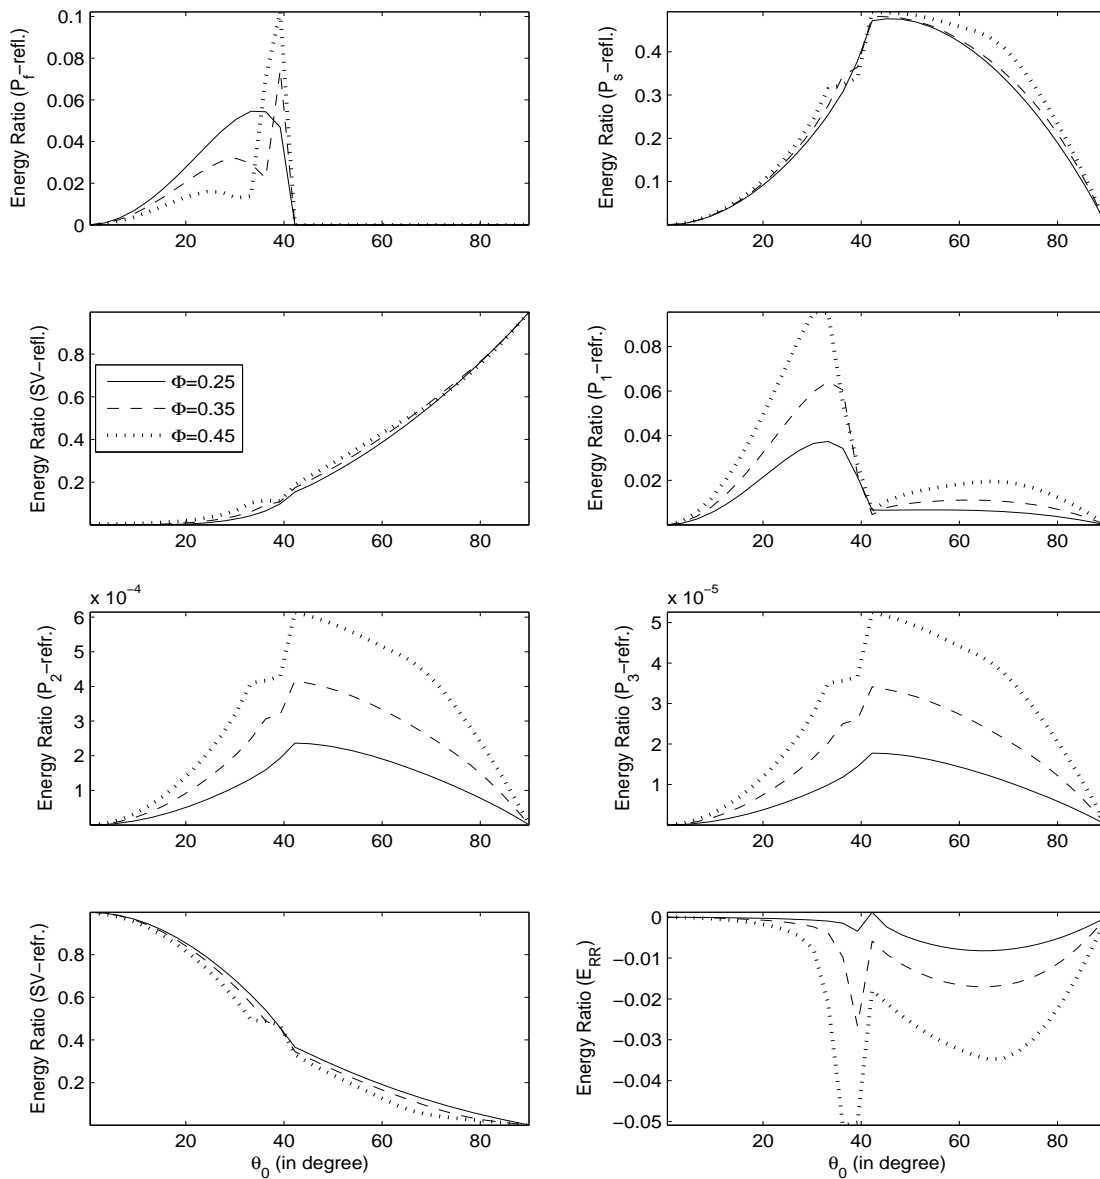 0.1
0.08
0.06
0.04
0.02
0
20 40 60 80
Energy Ratio (P_f−refl.)
0.4
0.3
0.2
0.1
20 40 60 80
Energy Ratio (P_s−refl.)
0.8
0.6
0.4
0.2
20 40 60 80
Energy Ratio (SV−refl.)
Φ=0.25
Φ=0.35
Φ=0.45
0.08
0.06
0.04
0.02
20 40 60 80
Energy Ratio (P_1−refr.)
x 10^−4
6
5
4
3
2
1
20 40 60 80
Energy Ratio (P_2−refr.)
x 10^−5
5
4
3
2
1
20 40 60 80
Energy Ratio (P_3−refr.)
0.8
0.6
0.4
0.2
20 40 60 80
Energy Ratio (SV−refr.)
θ_0 (in degree)
0
−0.01
−0.02
−0.03
−0.04
−0.05
20 40 60 80
Energy Ratio (E_RR)
θ_0 (in degree)